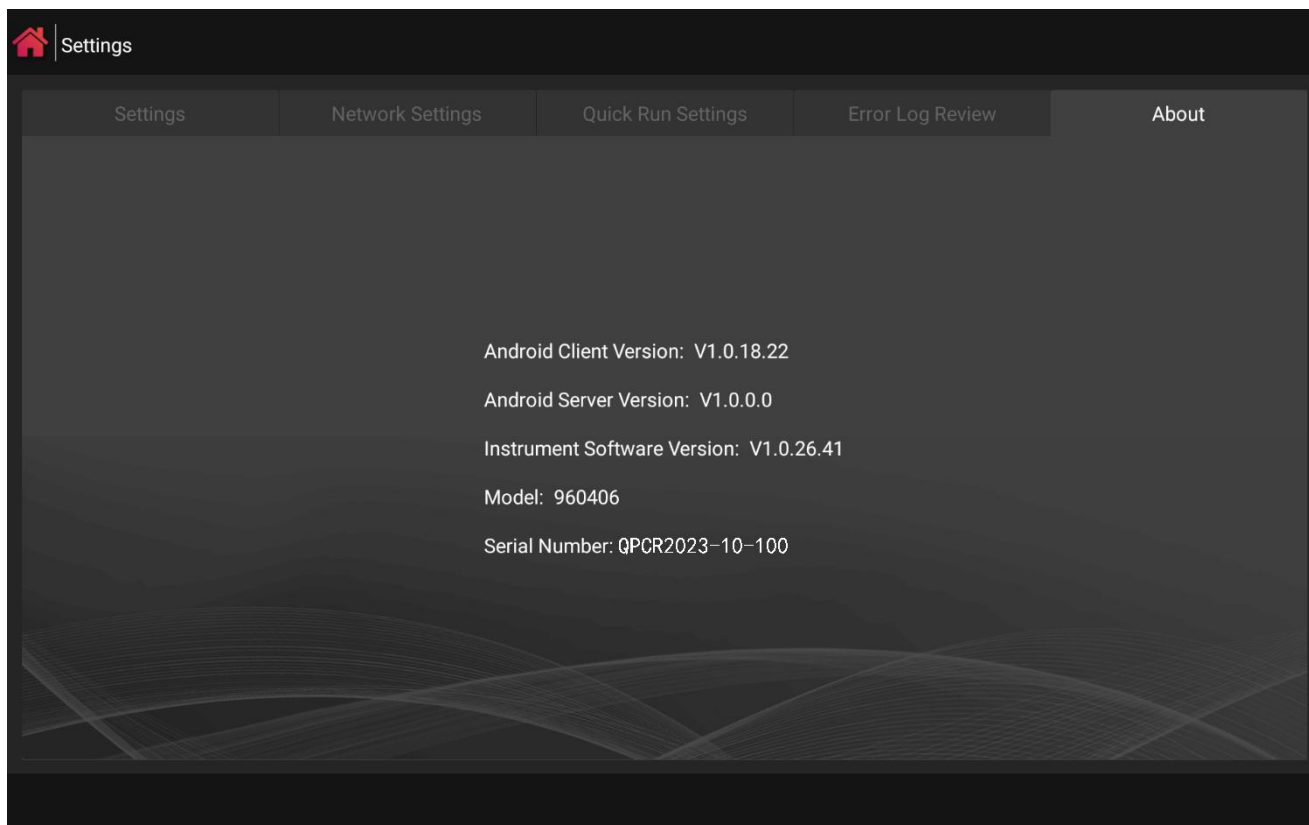 Settings
Settings Network Settings Quick Run Settings Error Log Review About
Android Client Version: V1.0.18.22
Android Server Version: V1.0.0.0
Instrument Software Version: V1.0.26.41
Model: 960406
Serial Number: QPCR2023-10-100